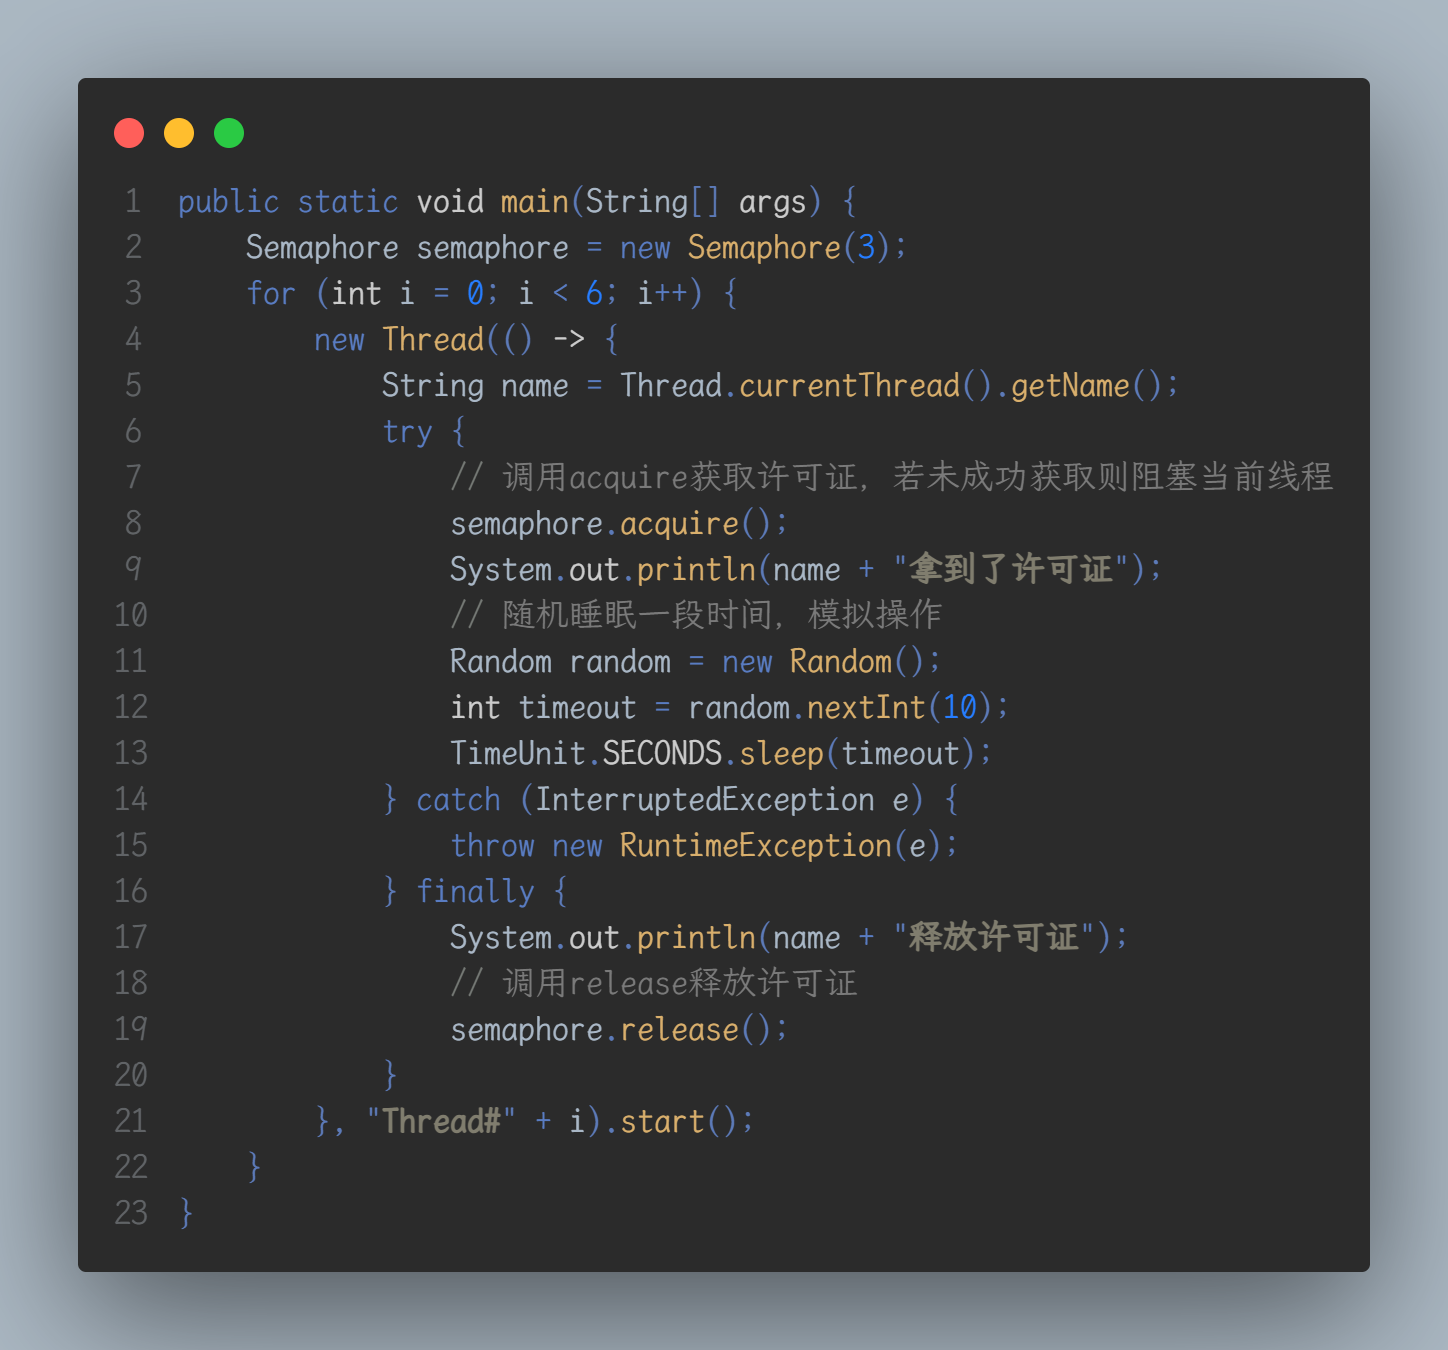 1 public static void main(String[] args) {
2     Semaphore semaphore = new Semaphore(3);
3     for (int i = 0; i < 6; i++) {
4         new Thread(() -> {
5             String name = Thread.currentThread().getName();
6             try {
7                 // 调用acquire获取许可证，若未成功获取则阻塞当前线程
8                 semaphore.acquire();
9                 System.out.println(name + "拿到了许可证");
10                 // 随机睡眠一段时间，模拟操作
11                 Random random = new Random();
12                 int timeout = random.nextInt(10);
13                 TimeUnit.SECONDS.sleep(timeout);
14             } catch (InterruptedException e) {
15                 throw new RuntimeException(e);
16             } finally {
17                 System.out.println(name + "释放许可证");
18                 // 调用release释放许可证
19                 semaphore.release();
20             }
21         }, "Thread#" + i).start();
22     }
23 }